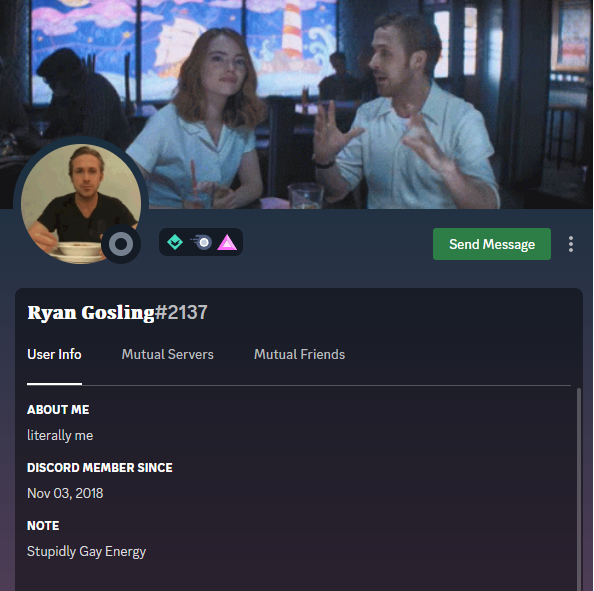 Send Message
Ryan Gosling#2137
User Info Mutual Servers Mutual Friends
ABOUT ME
literally me
DISCORD MEMBER SINCE
Nov 03, 2018
NOTE
Stupidly Gay Energy